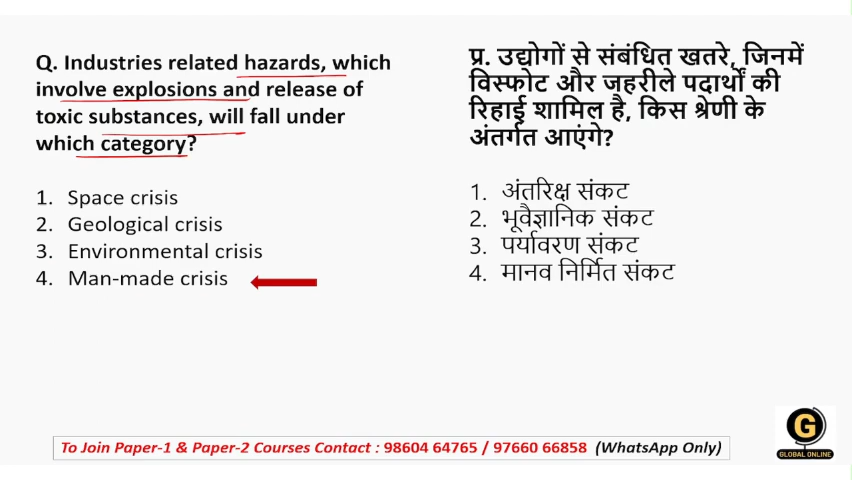 Q. Industries related hazards, which
involve explosions and release of
toxic substances, will fall under
which category?
1. Space crisis
2. Geological crisis
3. Environmental crisis
4. Man-made crisis
प्र. उद्योगों से संबंधित खतरे, जिनमें
विस्फोट और जहरीले पदार्थों की
रिहाई शामिल है, किस श्रेणी के
अंतर्गत आएंगे?
1. अंतरिक्ष संकट
2. भूवैज्ञानिक संकट
3. पर्यावरण संकट
4. मानव निर्मित संकट
G
GLOBAL ONLINE
To Join Paper-1 & Paper-2 Courses Contact : 98604 64765 / 97660 66858 (WhatsApp Only)